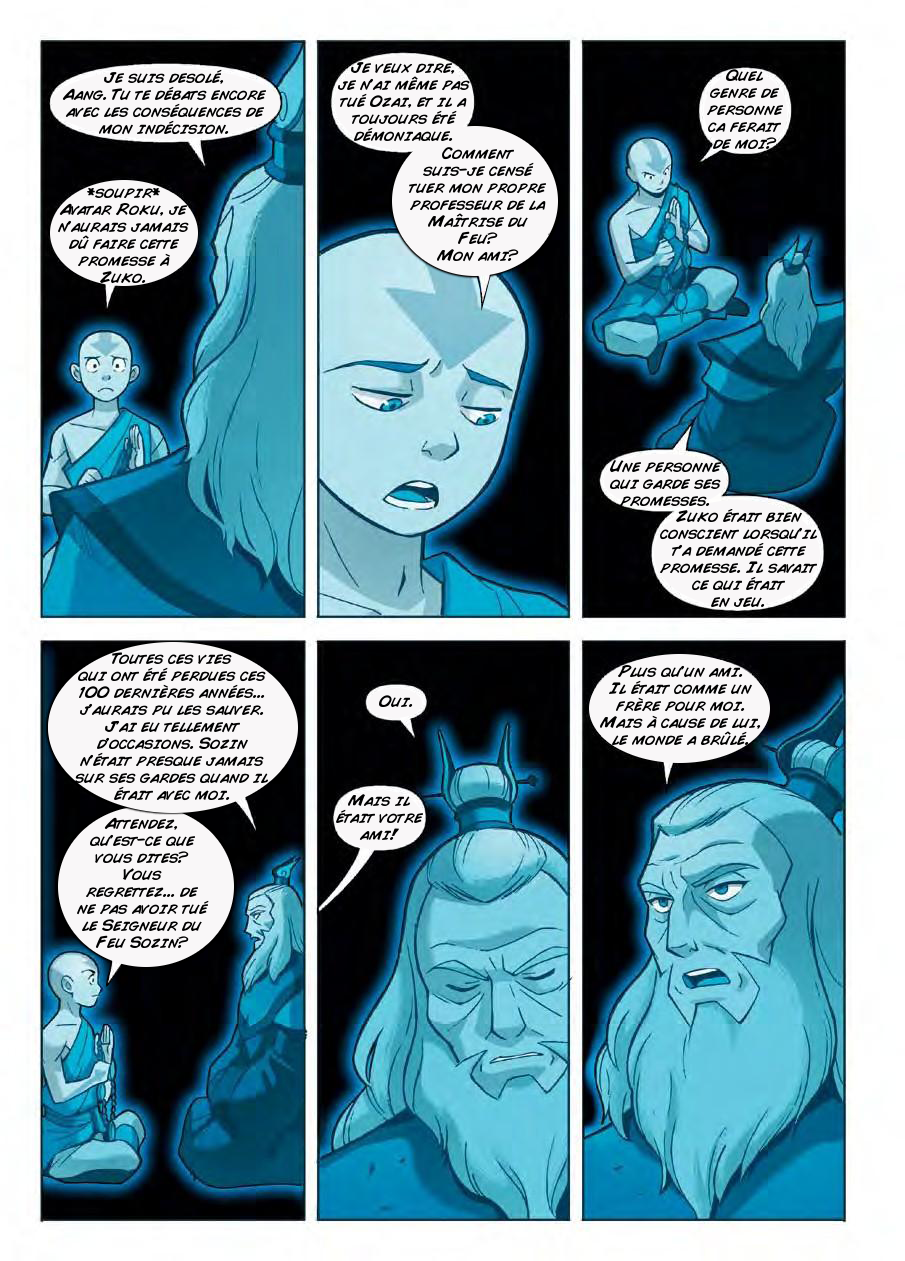 Je suis desolé,
Aang. Tu te débats encore
avec les conséquences de
mon indécision.
*soupir*
Avatar Roku, je
n'aurais jamais
dû faire cette
promesse à
Zuko.
Je veux dire,
je n'ai même pas
tué Ozai, et il a
toujours été
démoniaque.
Comment
suis-je censé
tuer mon propre
professeur de la
Maîtrise du
Feu?
Mon ami?
Quel
genre de
personne
ca ferait
de moi?
Une personne
qui garde ses
promesses.
Zuko était bien
conscient lorsqu'il
t'a demandé cette
promesse. Il savait
ce qui était
en jeu.
Toutes ces vies
qui ont été perdues ces
100 dernières années...
j'aurais pu les sauver.
J'ai eu tellement
d'occasions. Sozin
n'était presque jamais
sur ses gardes quand il
était avec moi.
Attendez,
qu'est-ce que
vous dites?
Vous
regrettez... de
ne pas avoir tué
le Seigneur du
Feu Sozin?
Oui.
Mais il
était votre
ami!
Plus qu'un ami.
Il était comme un
frère pour moi.
Mais à cause de lui,
le monde a brûlé.